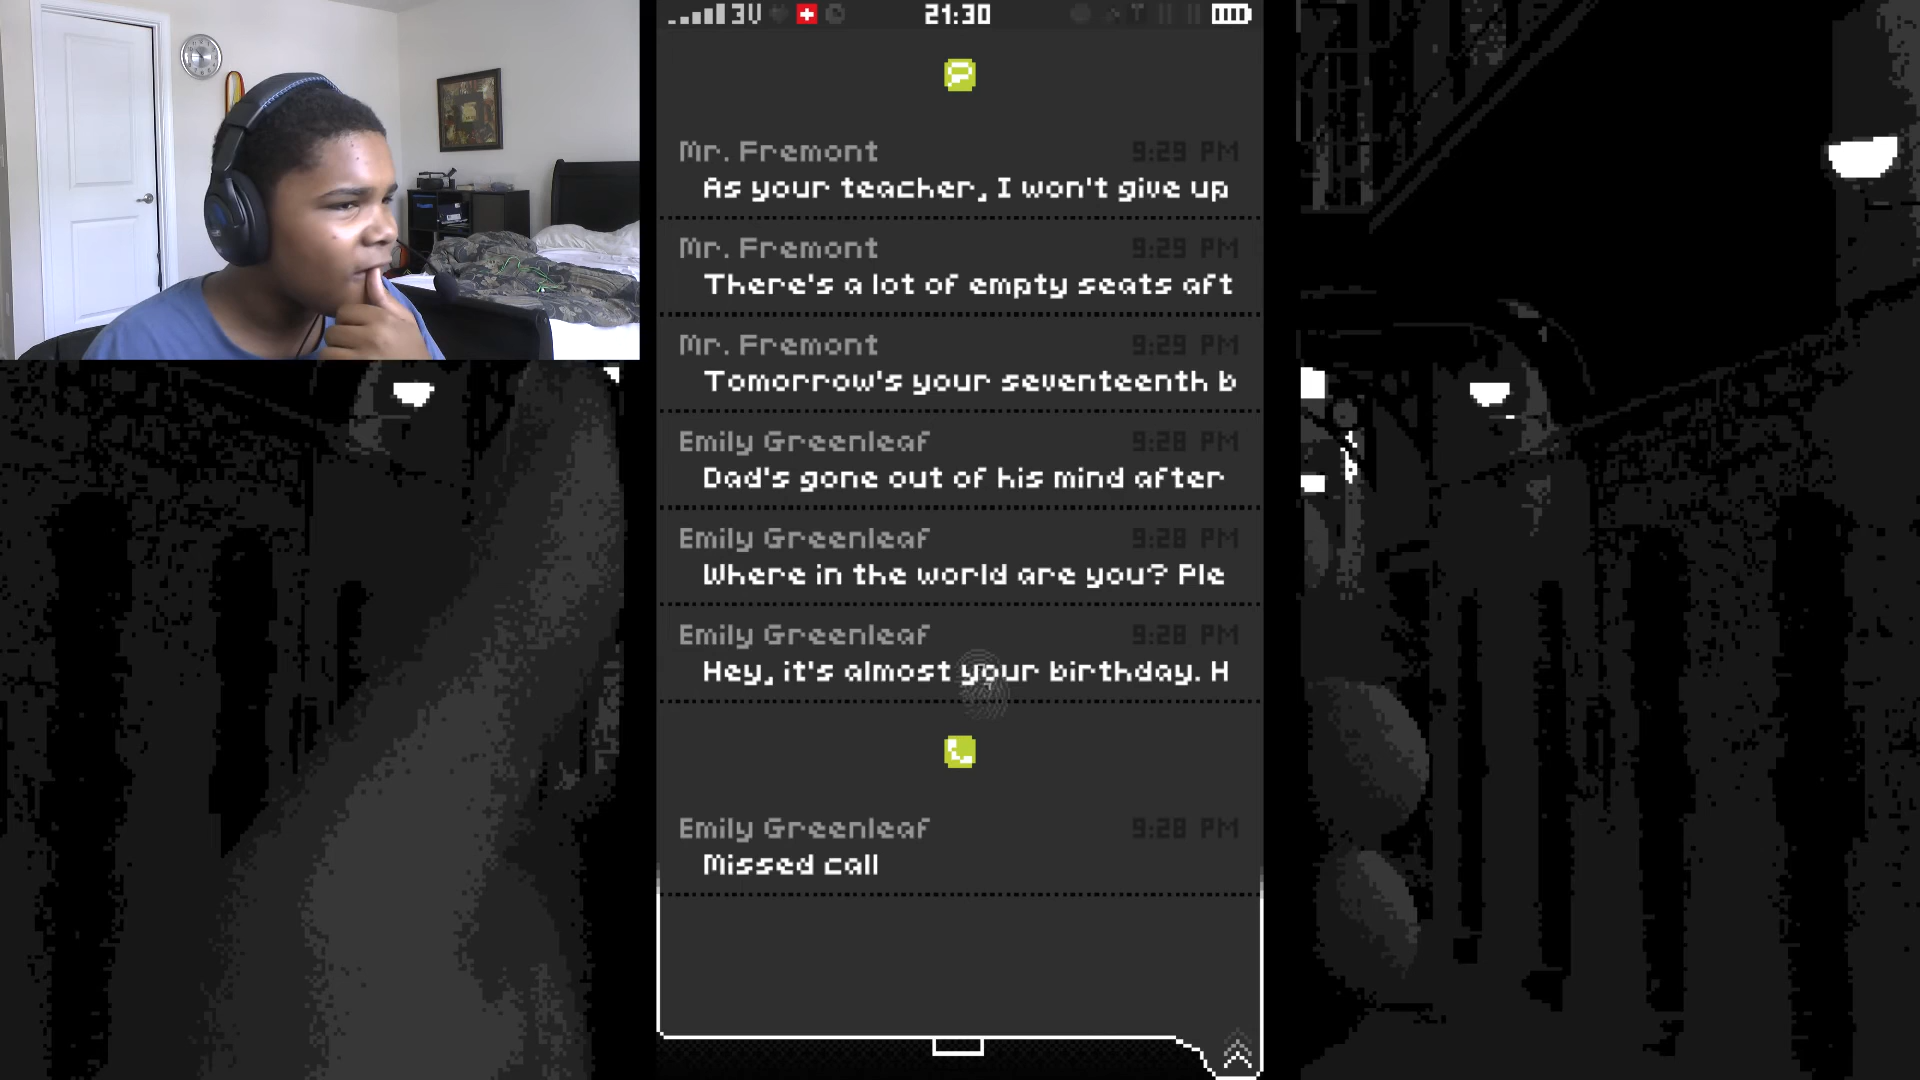 3V
21:30
Mr. Fremont 9:29 PM
As your teacher, I won't give up
Mr. Fremont 9:29 PM
There's a lot of empty seats aft
Mr. Fremont 9:29 PM
Tomorrow's your seventeenth b
Emily Greenleaf 9:28 PM
Dad's gone out of his mind after
Emily Greenleaf 9:28 PM
Where in the world are you? Ple
Emily Greenleaf 9:28 PM
Hey, it's almost your birthday. H
Emily Greenleaf 9:28 PM
Missed call